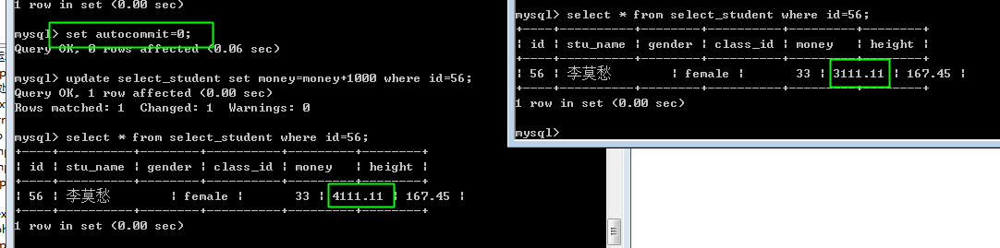 1 row in set (0.00 sec)
mysql> set autocommit=0;
Query OK, 0 rows affected (0.06 sec)
mysql> update select_student set money=money+1000 where id=56;
Query OK, 1 row affected (0.00 sec)
Rows matched: 1  Changed: 1  Warnings: 0
mysql> select * from select_student where id=56;
+----+----------+--------+----------+---------+--------+
| id | stu_name | gender | class_id | money   | height |
+----+----------+--------+----------+---------+--------+
| 56 | 李莫愁 | female | 33 | 4111.11 | 167.45 |
+----+----------+--------+----------+---------+--------+
1 row in set (0.00 sec)
mysql> select * from select_student where id=56;
+----+----------+--------+----------+---------+--------+
| id | stu_name | gender | class_id | money   | height |
+----+----------+--------+----------+---------+--------+
| 56 | 李莫愁 | female | 33 | 3111.11 | 167.45 |
+----+----------+--------+----------+---------+--------+
1 row in set (0.00 sec)
mysql>